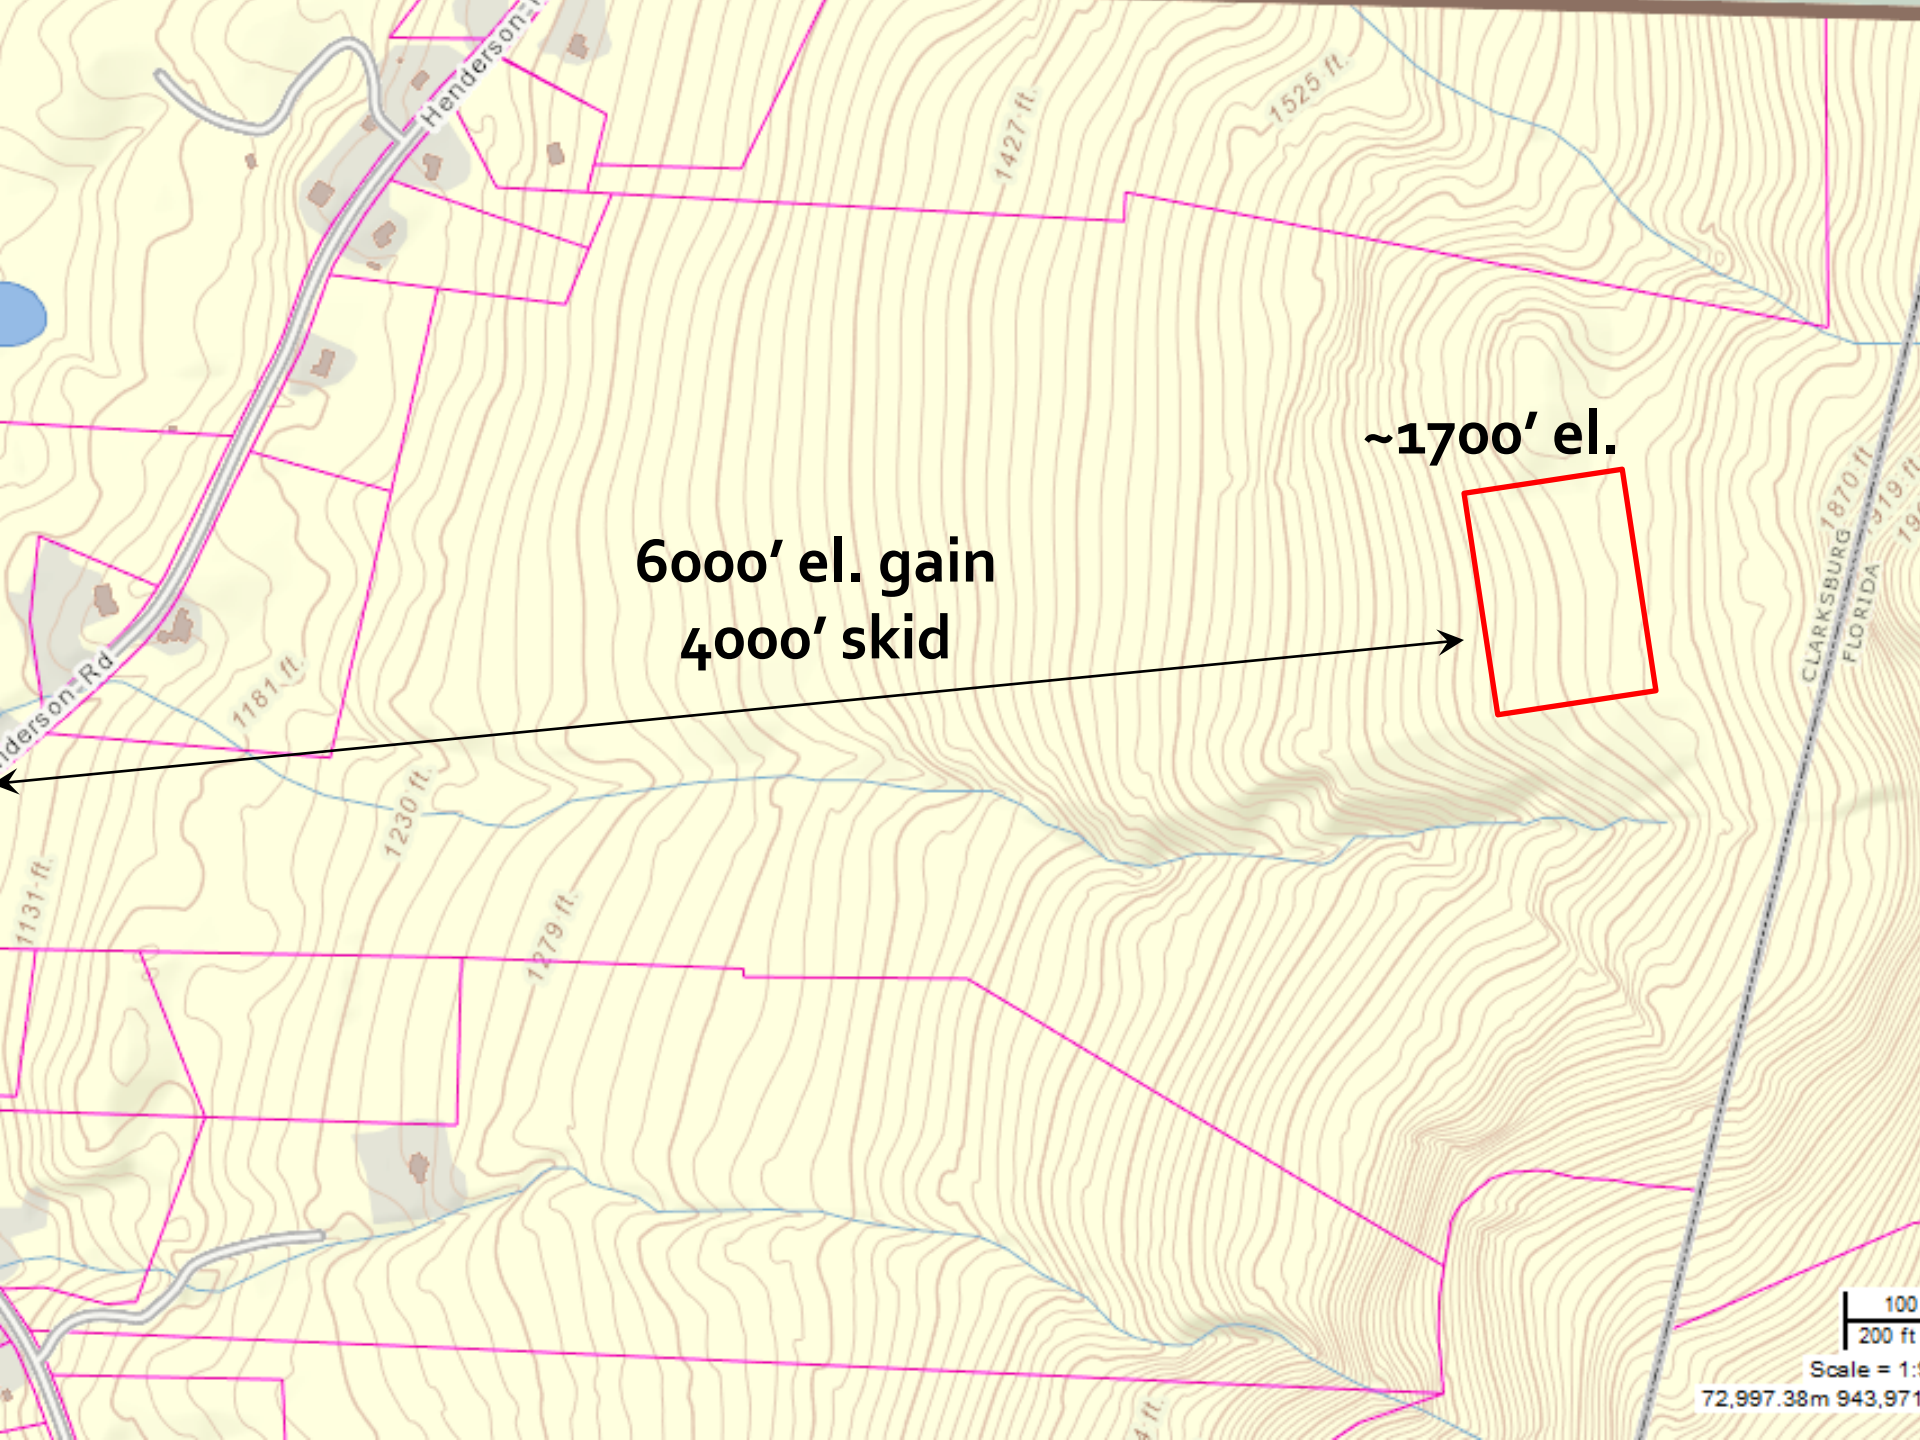 Henderson-R
1427 ft.
1525 ft.
~1700' el.
6000' el. gain
4000' skid
1870 ft.
CLARKSBURG
FLORIDA
nderson-Rd
1181 ft.
1230 ft.
1131 ft.
1279 ft.
100
200 ft
Scale = 1:
72,997.38m 943,971